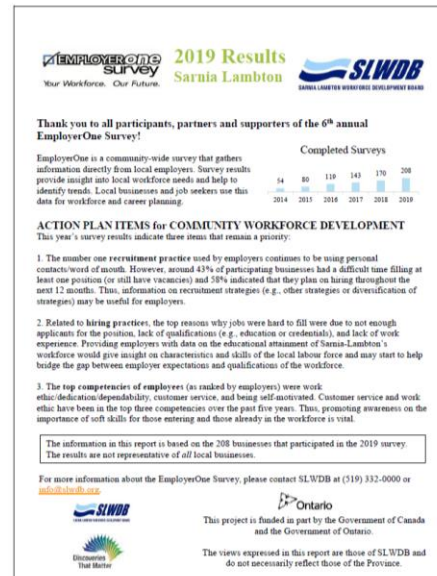 EMPLOYERone
survey
Your Workforce. Our Future.
2019 Results
Sarnia Lambton
SLWDB
SARNIA LAMBTON WORKFORCE DEVELOPMENT BOARD
Thank you to all participants, partners and supporters of the 6th annual
EmployerOne Survey!
EmployerOne is a community-wide survey that gathers
information directly from local employers. Survey results
provide insight into local workforce needs and help to
identify trends. Local businesses and job seekers use this
data for workforce and career planning.
Completed Surveys
54 80 119 143 170 208
2014 2015 2016 2017 2018 2019
ACTION PLAN ITEMS for COMMUNITY WORKFORCE DEVELOPMENT
This year's survey results indicate three items that remain a priority:
1. The number one recruitment practice used by employers continues to be using personal
contacts/word of mouth. However, around 43% of participating businesses had a difficult time filling at
least one position (or still have vacancies) and 58% indicated that they plan on hiring throughout the
next 12 months. Thus, information on recruitment strategies (e.g., other strategies or diversification of
strategies) may be useful for employers.
2. Related to hiring practices, the top reasons why jobs were hard to fill were due to not enough
applicants for the position, lack of qualifications (e.g., education or credentials), and lack of work
experience. Providing employers with data on the educational attainment of Sarnia-Lambton's
workforce would give insight on characteristics and skills of the local labour force and may start to help
bridge the gap between employer expectations and qualifications of the workforce.
3. The top competencies of employees (as ranked by employers) were work
ethic/dedication/dependability, customer service, and being self-motivated. Customer service and work
ethic have been in the top three competencies over the past five years. Thus, promoting awareness on the
importance of soft skills for those entering and those already in the workforce is vital.
The information in this report is based on the 208 businesses that participated in the 2019 survey.
The results are not representative of all local businesses.
For more information about the EmployerOne Survey, please contact SLWDB at (519) 332-0000 or
info@slwdb.org.
SLWDB
Discoveries
That Matter
Ontario
This project is funded in part by the Government of Canada
and the Government of Ontario.
The views expressed in this report are those of SLWDB and
do not necessarily reflect those of the Province.